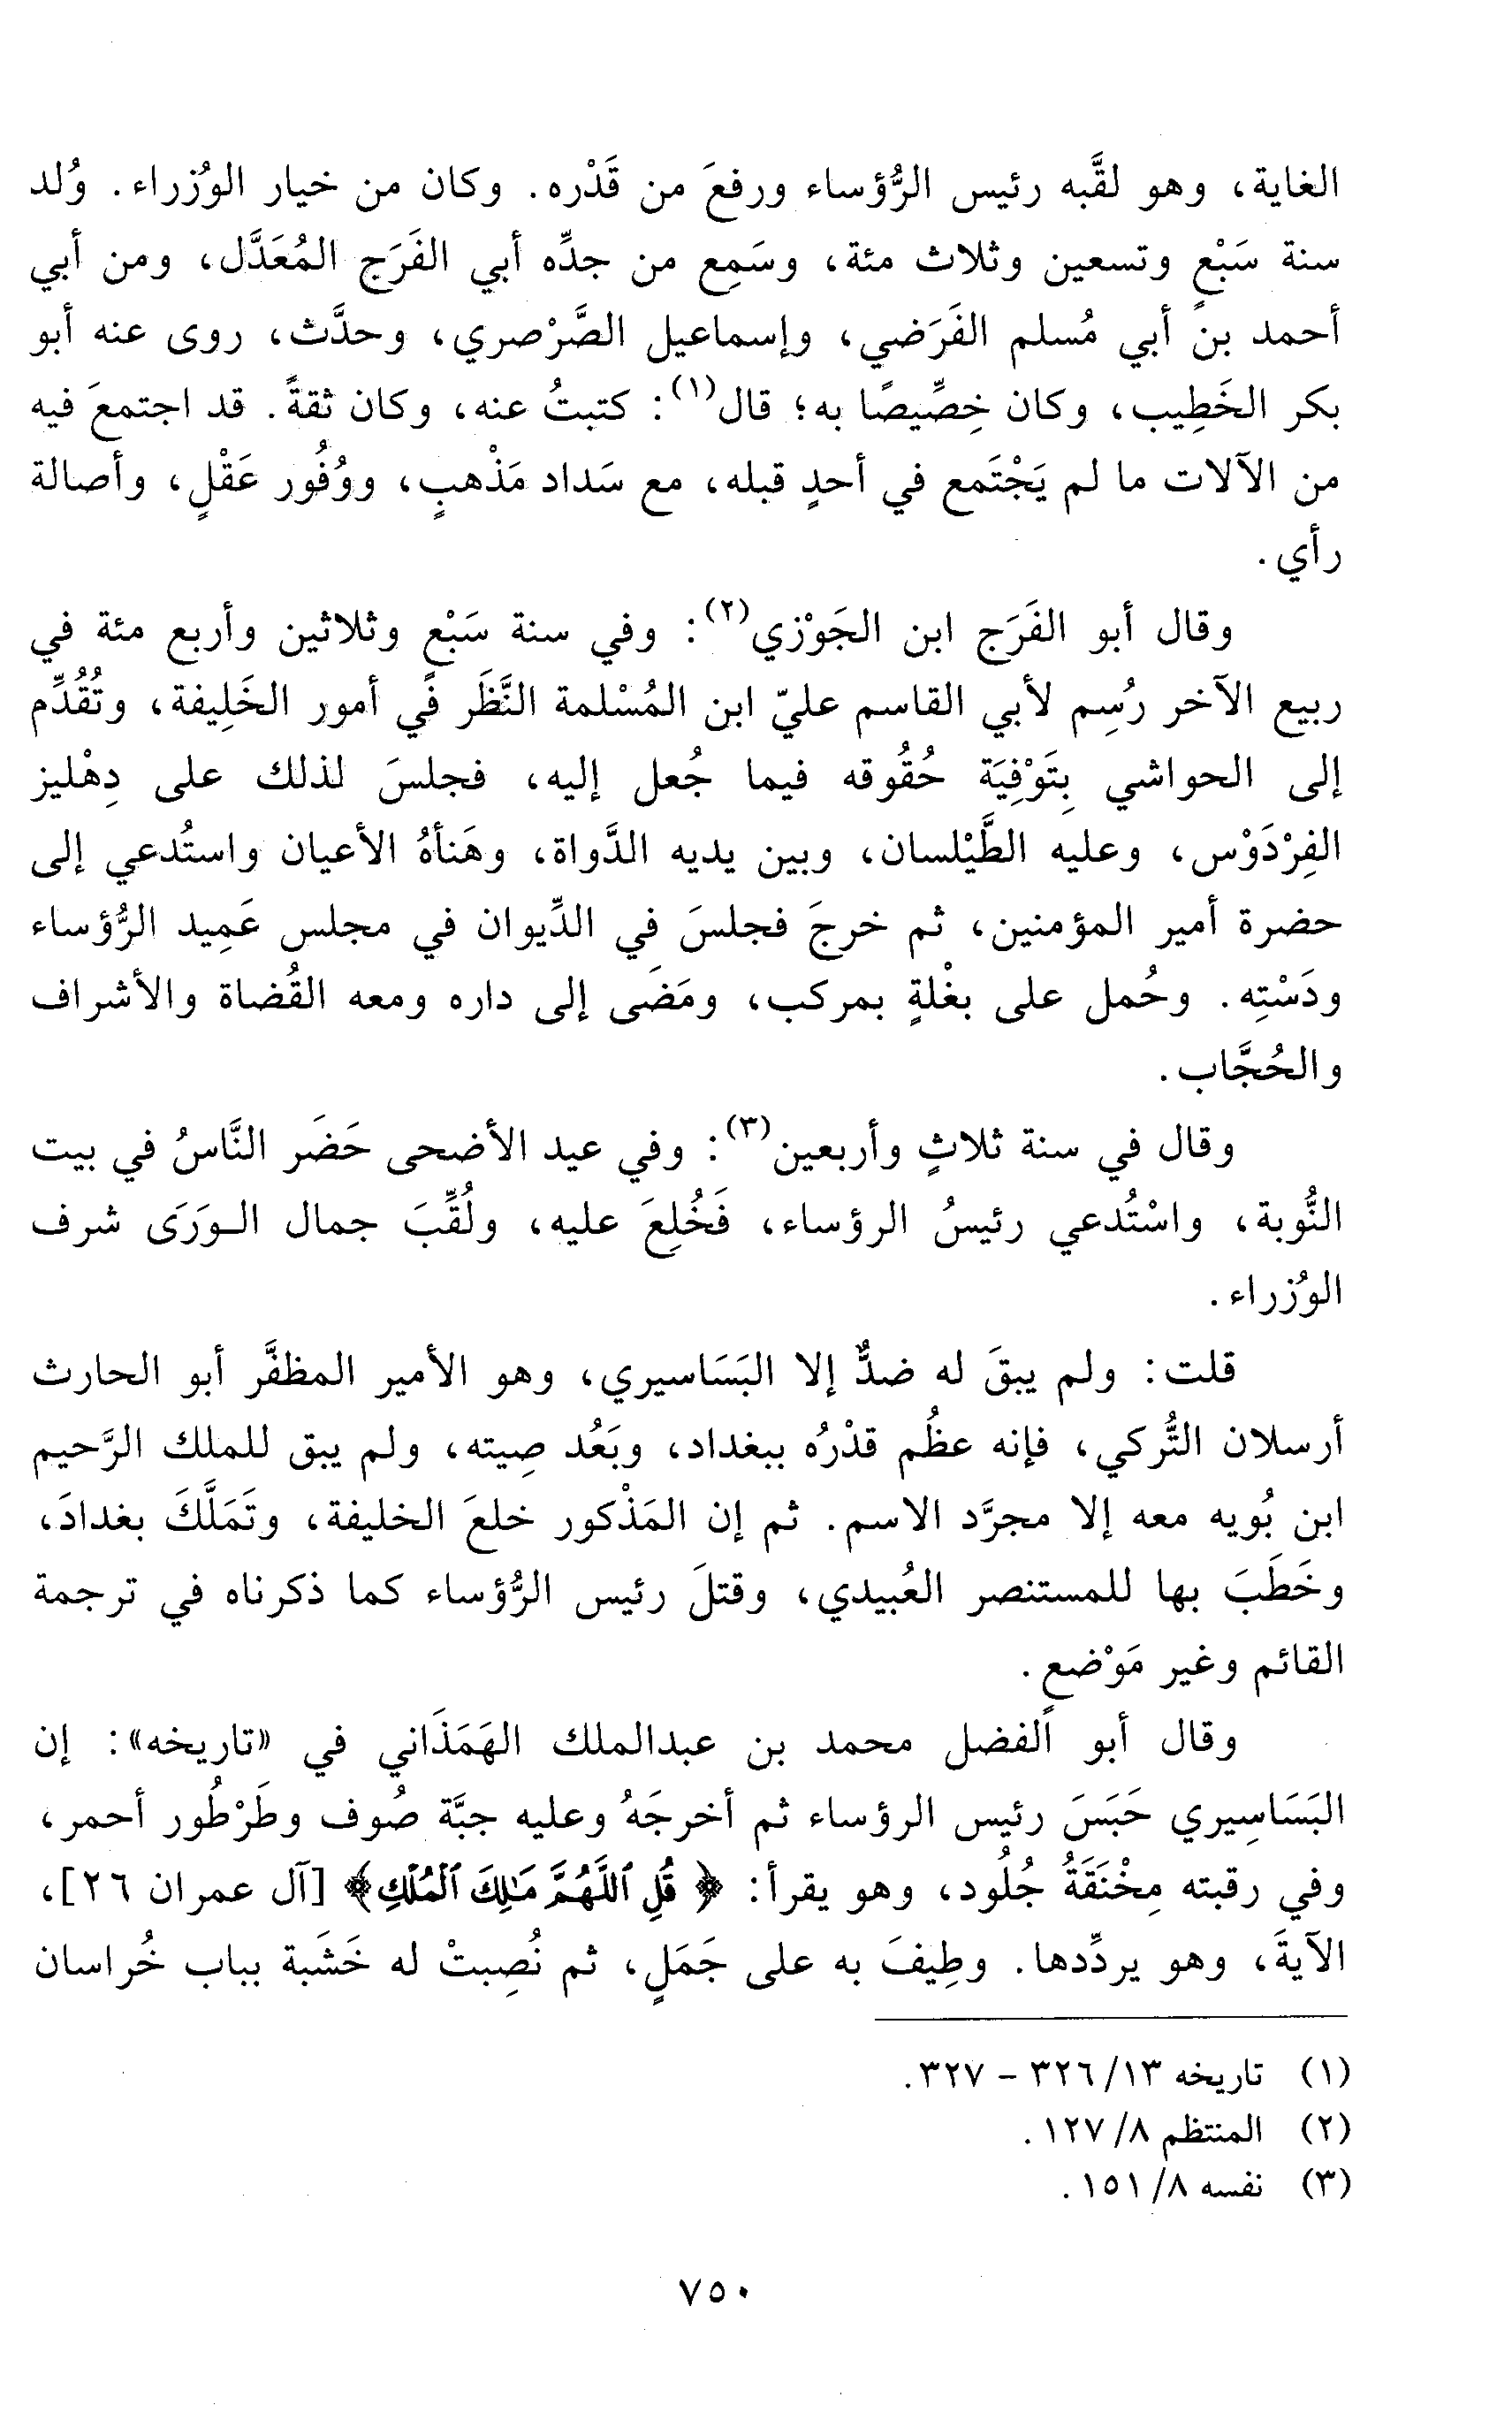 الغاية، وهو لقَّبه رئيس الرُّؤساء ورفعَ من قَدْره. وكان من خيار الوُزراء. وُلد
سنة سَبْعٍ وتسعين وثلاث مئة، وسَمِع من جدِّه أبي الفَرَج المُعَدَّل، ومن أبي
أحمد بن أبي مُسلم الفَرَضي، وإسماعيل الصَّرْصري، وحدَّث، روى عنه أبو
بكر الخَطِيب، وكان خِصِّيصًا به؛ قال(١): كتبتُ عنه، وكان ثقةً. قد اجتمعَ فيه
من الآلات ما لم يَجْتَمع في أحدٍ قبله، مع سَداد مَذْهبٍ، ووُفُور عَقْلٍ، وأصالة
رأي.
وقال أبو الفَرَج ابن الجَوْزي(٢): وفي سنة سَبْعٍ وثلاثين وأربع مئة في
ربيع الآخر رُسِم لأبي القاسم عليّ ابن المُسْلمة النَّظَر في أمور الخَلِيفة، وتُقُدِّم
إلى الحواشي بِتَوْفِيَة حُقُوقه فيما جُعل إليه، فجلسَ لذلك على دِهْليز
الفِرْدَوْس، وعليه الطَّيْلسان، وبين يديه الدَّواة، وهَنأهُ الأعيان واستُدعي إلى
حضرة أمير المؤمنين، ثم خرجَ فجلسَ في الدِّيوان في مجلس عَمِيد الرُّؤساء
ودَسْتِه. وحُمل على بغْلةٍ بمركب، ومَضَى إلى داره ومعه القُضاة والأشراف
والحُجَّاب.
وقال في سنة ثلاثٍ وأربعين(٣): وفي عيد الأضحى حَضَر النَّاسُ في بيت
النُّوبة، واسْتُدعي رئيسُ الرؤساء، فَخُلِعَ عليه، ولُقِّبَ جمال الـورَرَى شرف
الوُزراء.
قلت: ولم يبقَ له ضدٌّ إلا البَسَاسيري، وهو الأمير المظفَّر أبو الحارث
أرسلان التُّركي، فإنه عظُم قدْرُه ببغداد، وبَعُد صِيته، ولم يبق للملك الرَّحيم
ابن بُويه معه إلا مجرَّد الاسم. ثم إن المَذْكور خلعَ الخليفة، وتَمَلَّكَ بغدادَ،
وخَطَبَ بها للمستنصر العُبيدي، وقتلَ رئيس الرُّؤساء كما ذكرناه في ترجمة
القائم وغير مَوْضعٍ.
وقال أبو الفضل محمد بن عبدالملك الهَمَذَاني في «تاريخه»: إن
البَسَاسِيري حَبَسَ رئيس الرؤساء ثم أخرجَهُ وعليه جبَّة صُوف وطَرْطُور أحمر،
وفي رقبته مِخْنَقَةُ جُلُود، وهو يقرأ: ﴿قُلِ ٱللَّهُمَّ مَـٰلِكَ ٱلْمُلْكِ﴾ [آل عمران ٢٦]،
الآيةَ، وهو يردِّدها. وطِيفَ به على جَمَلٍ، ثم نُصِبتْ له خَشَبة بباب خُراسان
(١) تاريخه ١٣/ ٣٢٦ - ٣٢٧.
(٢) المنتظم ٨/ ١٢٧.
(٣) نفسه ٨/ ١٥١.
٧٥٠